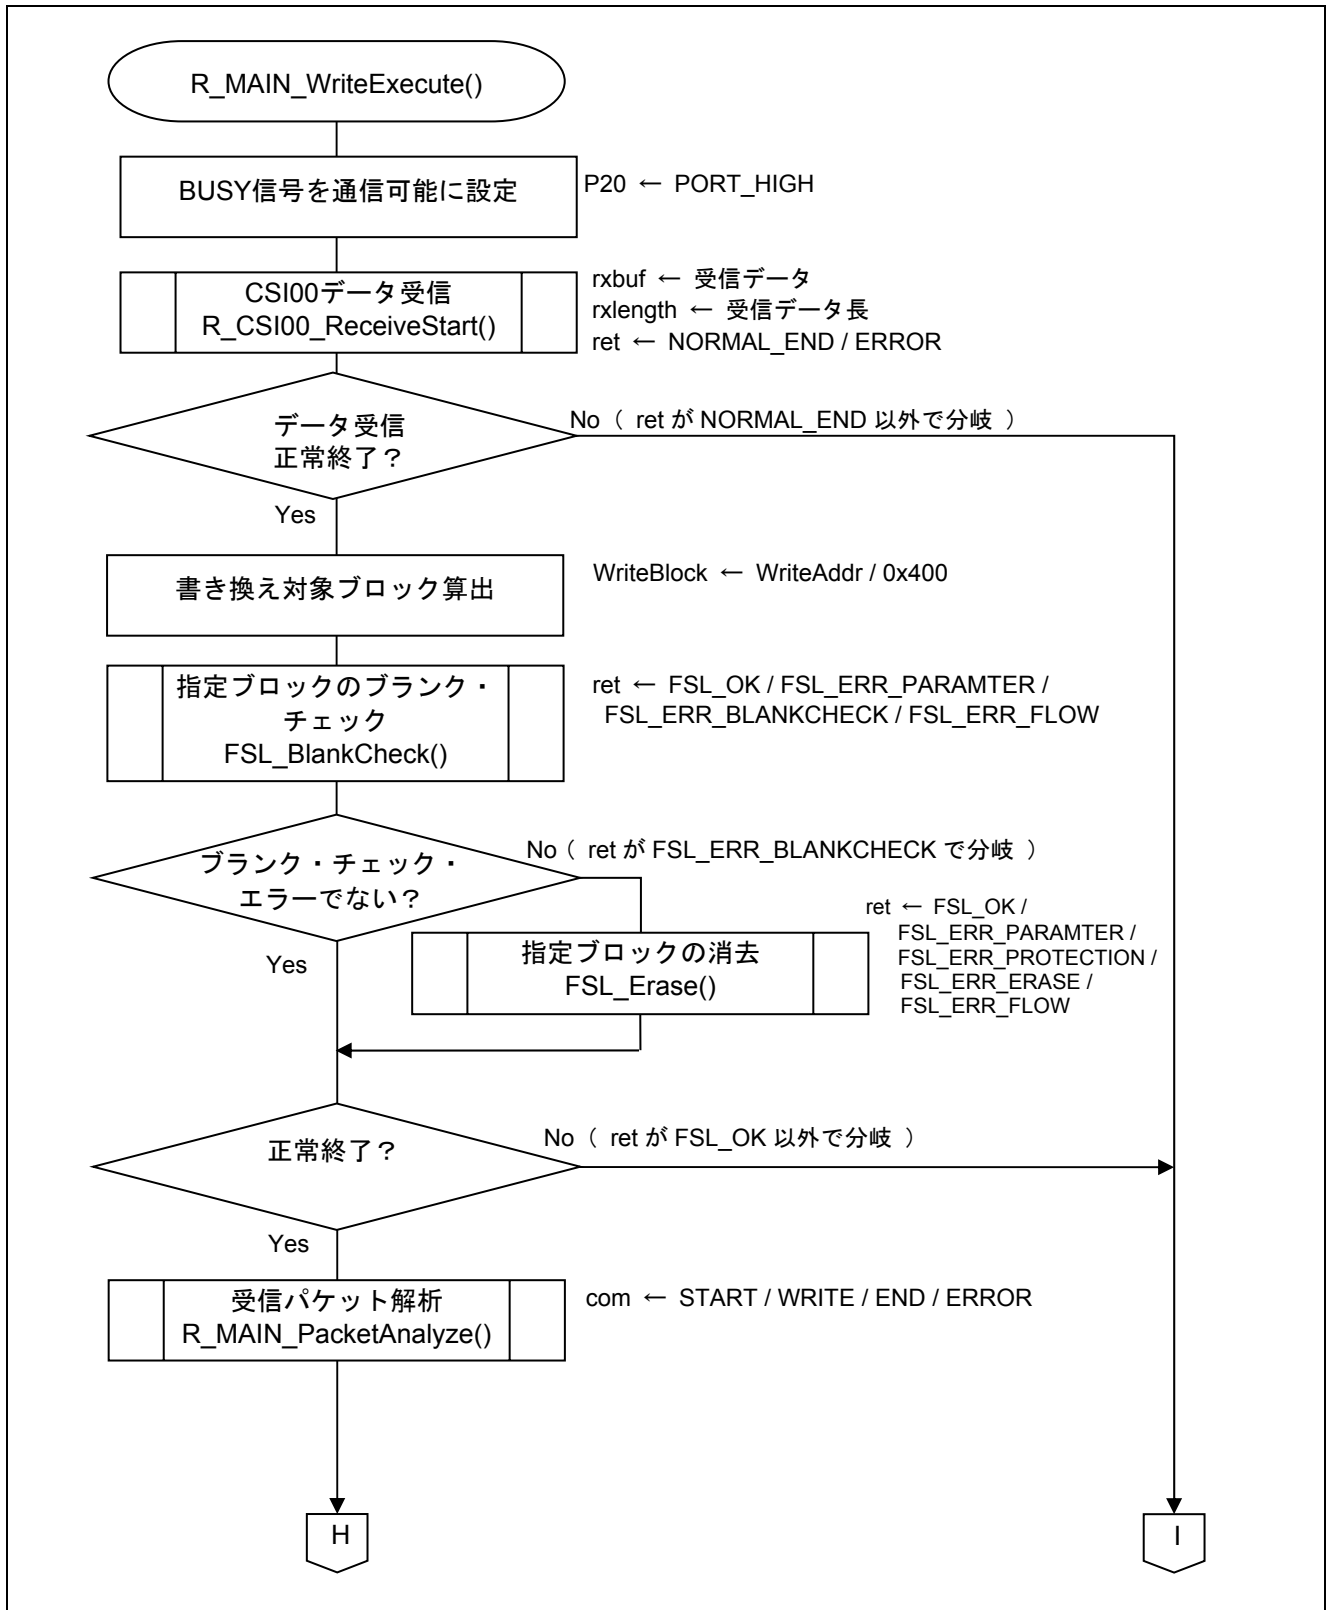 R_MAIN_WriteExecute()
BUSY信号を通信可能に設定
P20 ← PORT_HIGH
CSI00データ受信
R_CSI00_ReceiveStart()
rxbuf ← 受信データ
rxlength ← 受信データ長
ret ← NORMAL_END / ERROR
データ受信
正常終了？
No（ ret が NORMAL_END 以外で分岐 ）
Yes
書き換え対象ブロック算出
WriteBlock ← WriteAddr / 0x400
指定ブロックのブランク・
チェック
FSL_BlankCheck()
ret ← FSL_OK / FSL_ERR_PARAMTER /
FSL_ERR_BLANKCHECK / FSL_ERR_FLOW
ブランク・チェック・
エラーでない？
No（ ret が FSL_ERR_BLANKCHECK で分岐 ）
Yes
指定ブロックの消去
FSL_Erase()
ret ← FSL_OK /
FSL_ERR_PARAMTER /
FSL_ERR_PROTECTION /
FSL_ERR_ERASE /
FSL_ERR_FLOW
正常終了？
No（ ret が FSL_OK 以外で分岐 ）
Yes
受信パケット解析
R_MAIN_PacketAnalyze()
com ← START / WRITE / END / ERROR
H
I